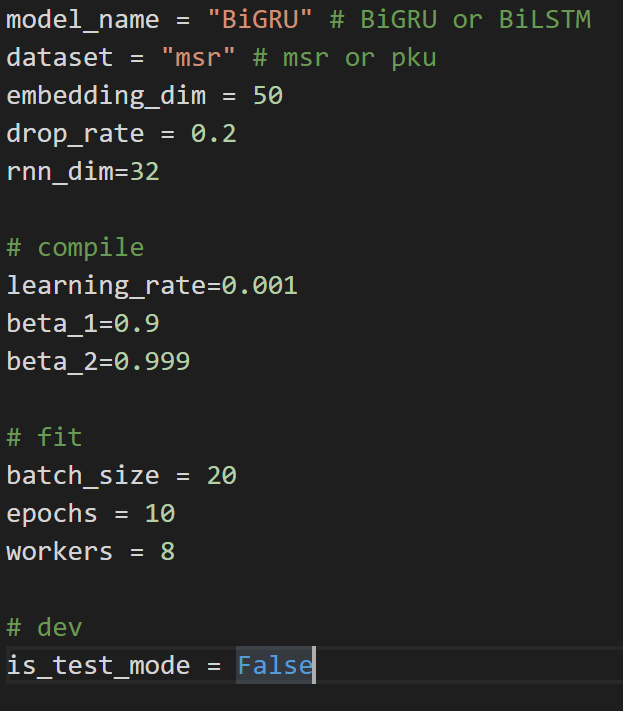 model_name = "BiGRU" # BiGRU or BiLSTM
dataset = "msr" # msr or pku
embedding_dim = 50
drop_rate = 0.2
rnn_dim=32
# compile
learning_rate=0.001
beta_1=0.9
beta_2=0.999
# fit
batch_size = 20
epochs = 10
workers = 8
# dev
is_test_mode = False